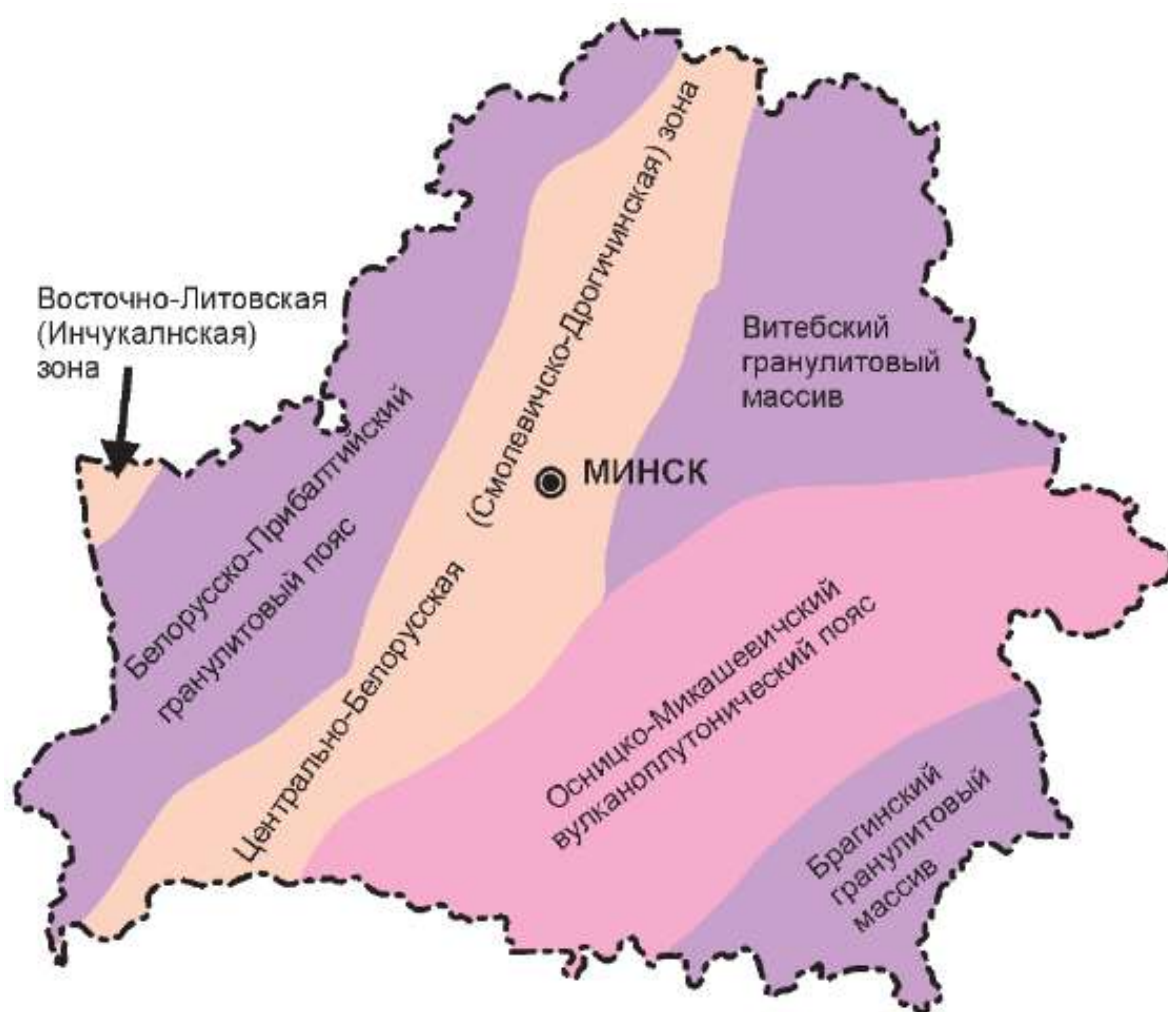 Восточно-Литовская
(Инчукалнская)
зона
Белорусско-Прибалтийский
гранулитовый пояс
Центрально-Белорусская (Смолевичско-Дрогичинская) зона
Витебский
гранулитовый
массив
МИНСК
Осницко-Микашевичский
вулканоплутонический пояс
Брагинский
гранулитовый
массив